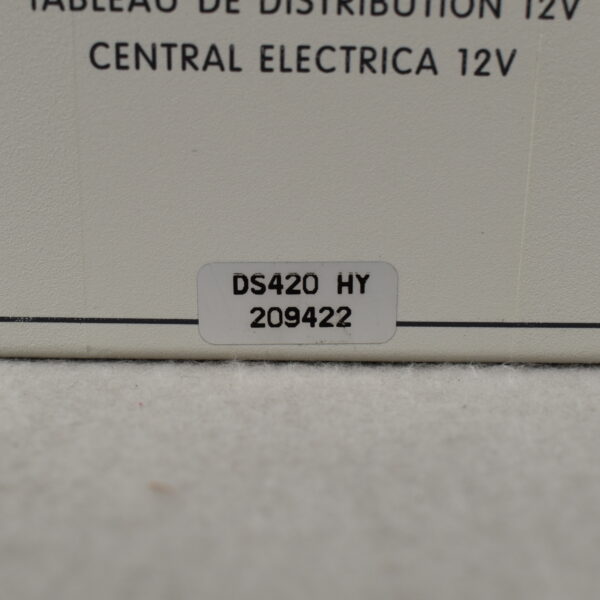 TABLEAU DE DISTRIBUTION 12V
CENTRAL ELECTRICA 12V
DS420 HY
209422